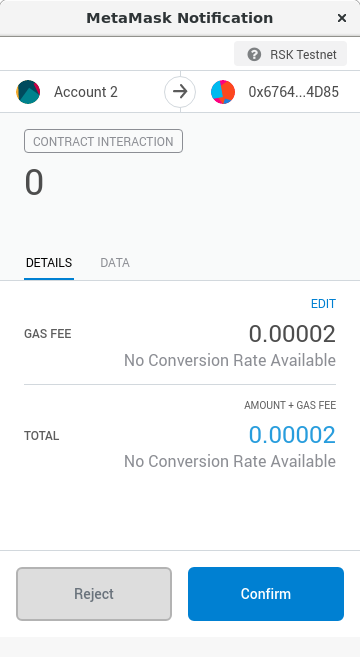 MetaMask Notification ×
? RSK Testnet
Account 2 → 0x6764...4D85
CONTRACT INTERACTION
0
DETAILS DATA
EDIT
GAS FEE 0.00002
No Conversion Rate Available
AMOUNT + GAS FEE
TOTAL 0.00002
No Conversion Rate Available
Reject Confirm